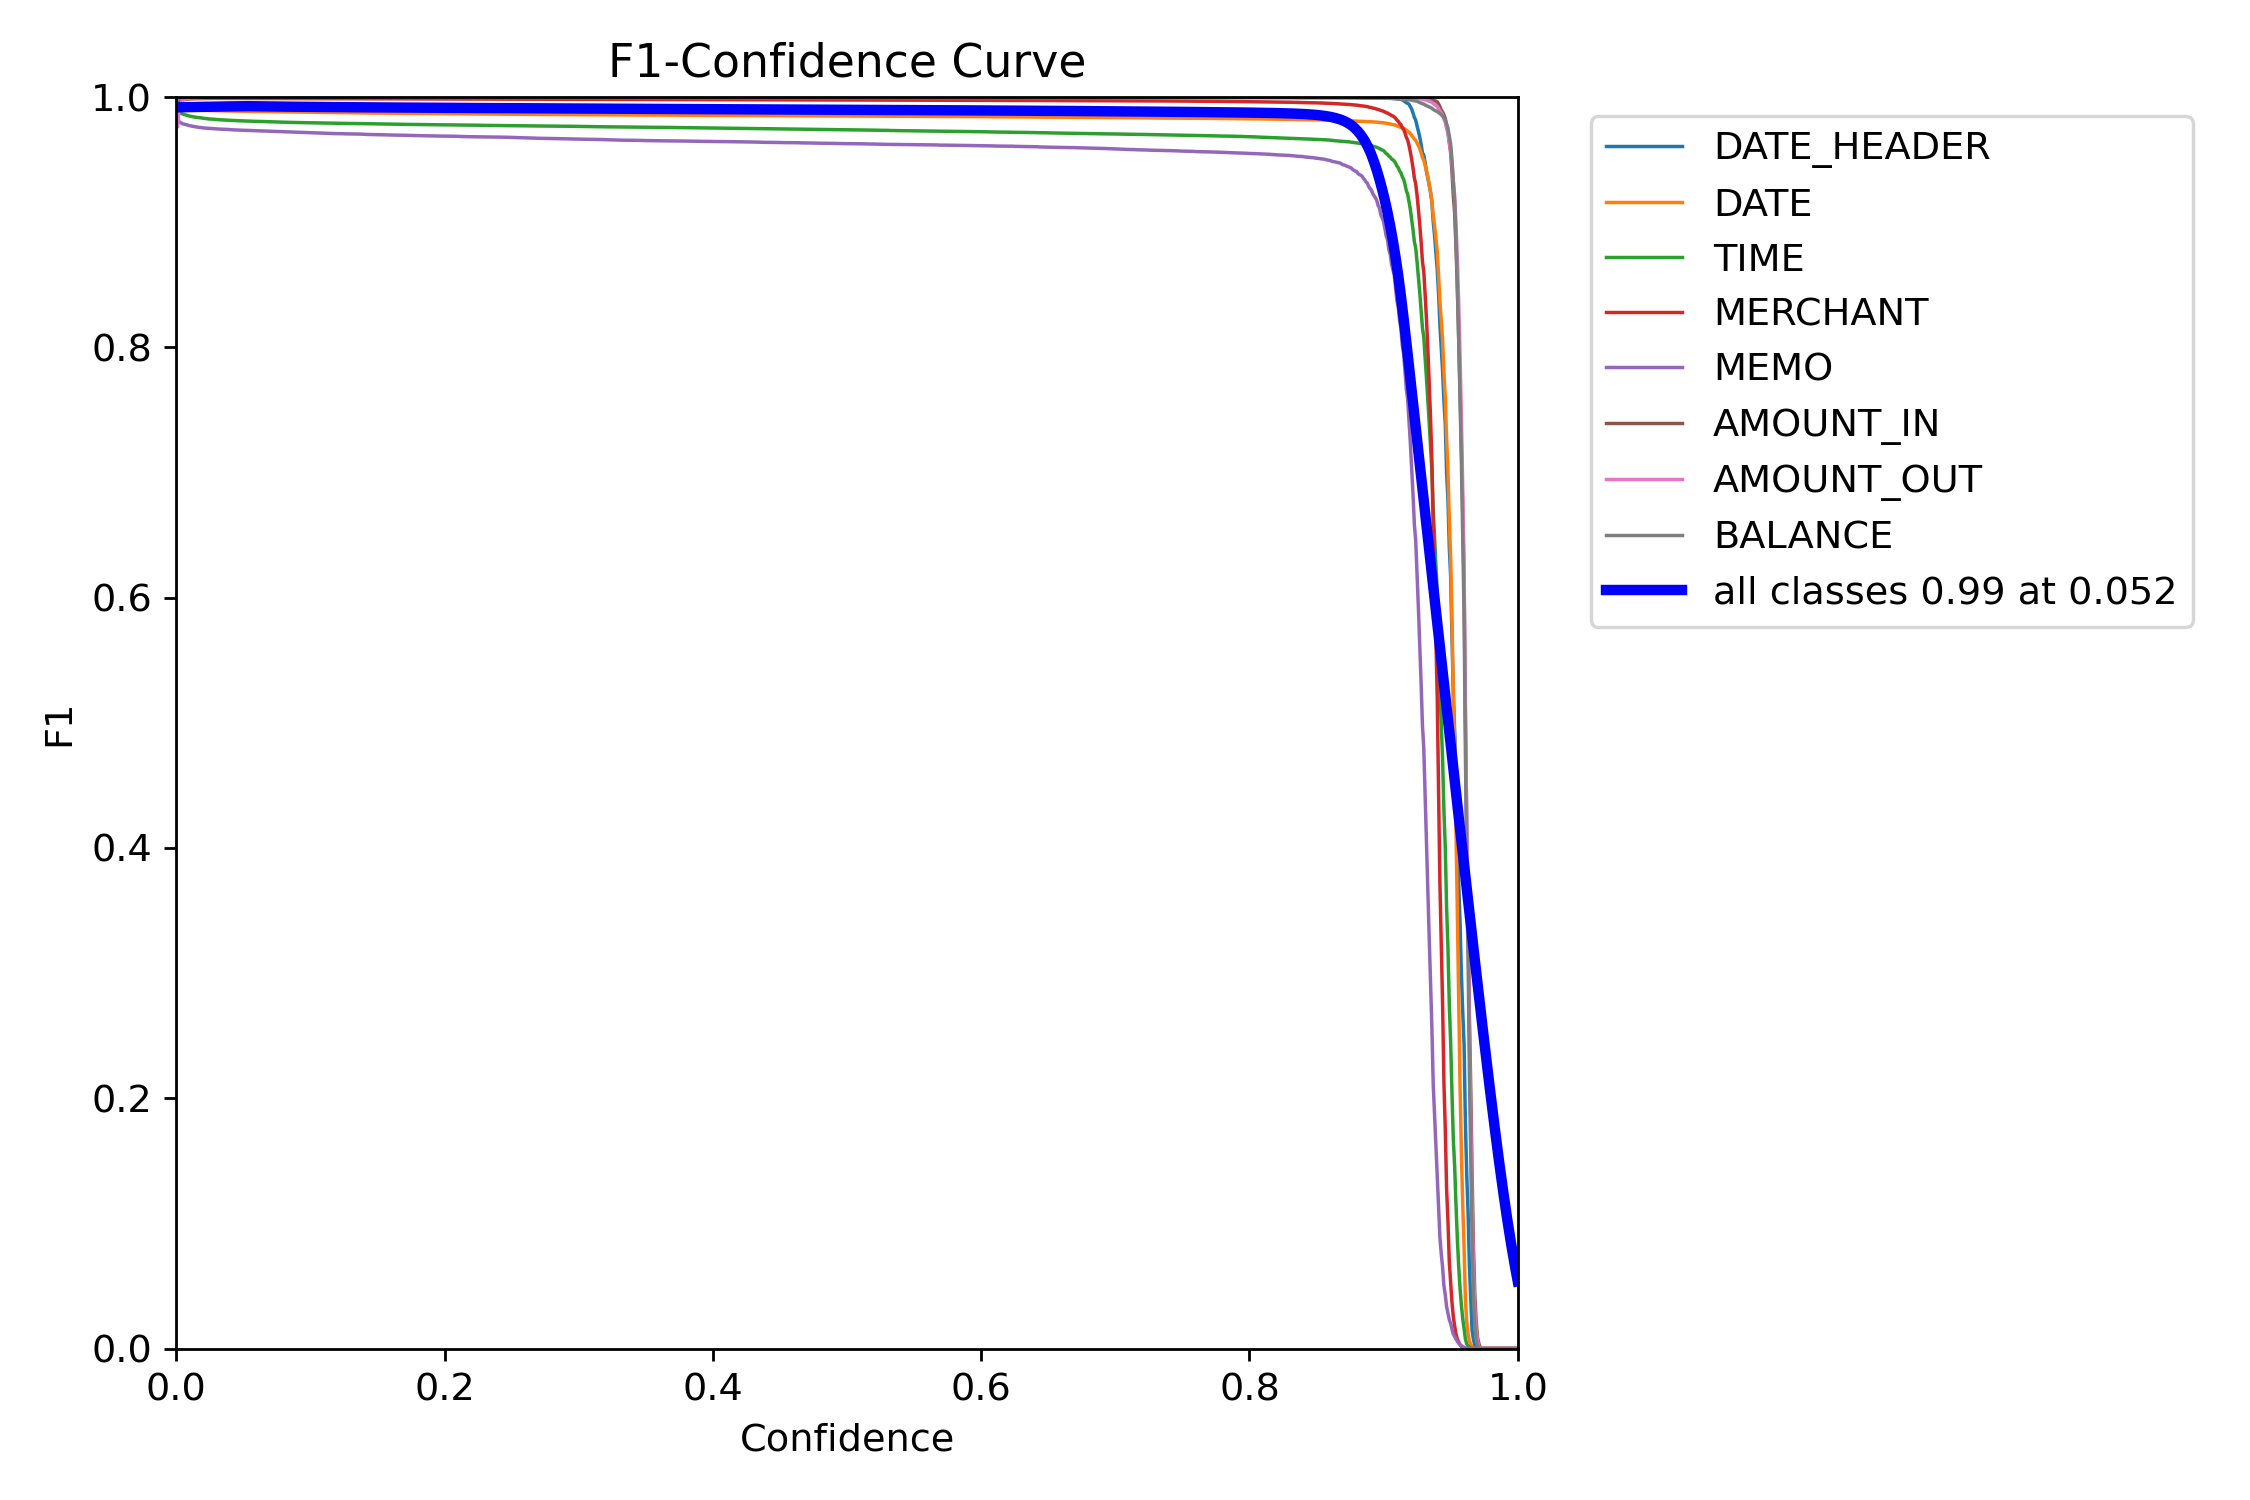 F1-Confidence Curve
1.0
0.8
0.6
0.4
0.2
0.0
F1
0.0 0.2 0.4 0.6 0.8 1.0
Confidence
DATE_HEADER
DATE
TIME
MERCHANT
MEMO
AMOUNT_IN
AMOUNT_OUT
BALANCE
all classes 0.99 at 0.052